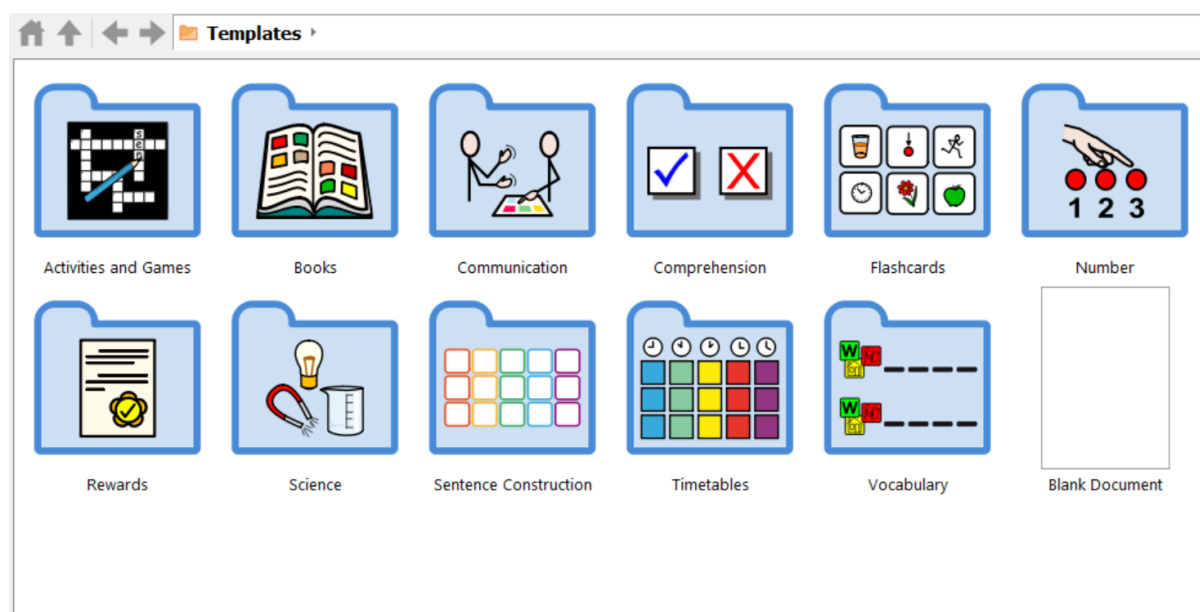 Templates
Activities and Games
Books
Communication
Comprehension
Flashcards
1 2 3
Number
Rewards
Science
Sentence Construction
Timetables
W
W
Vocabulary
Blank Document